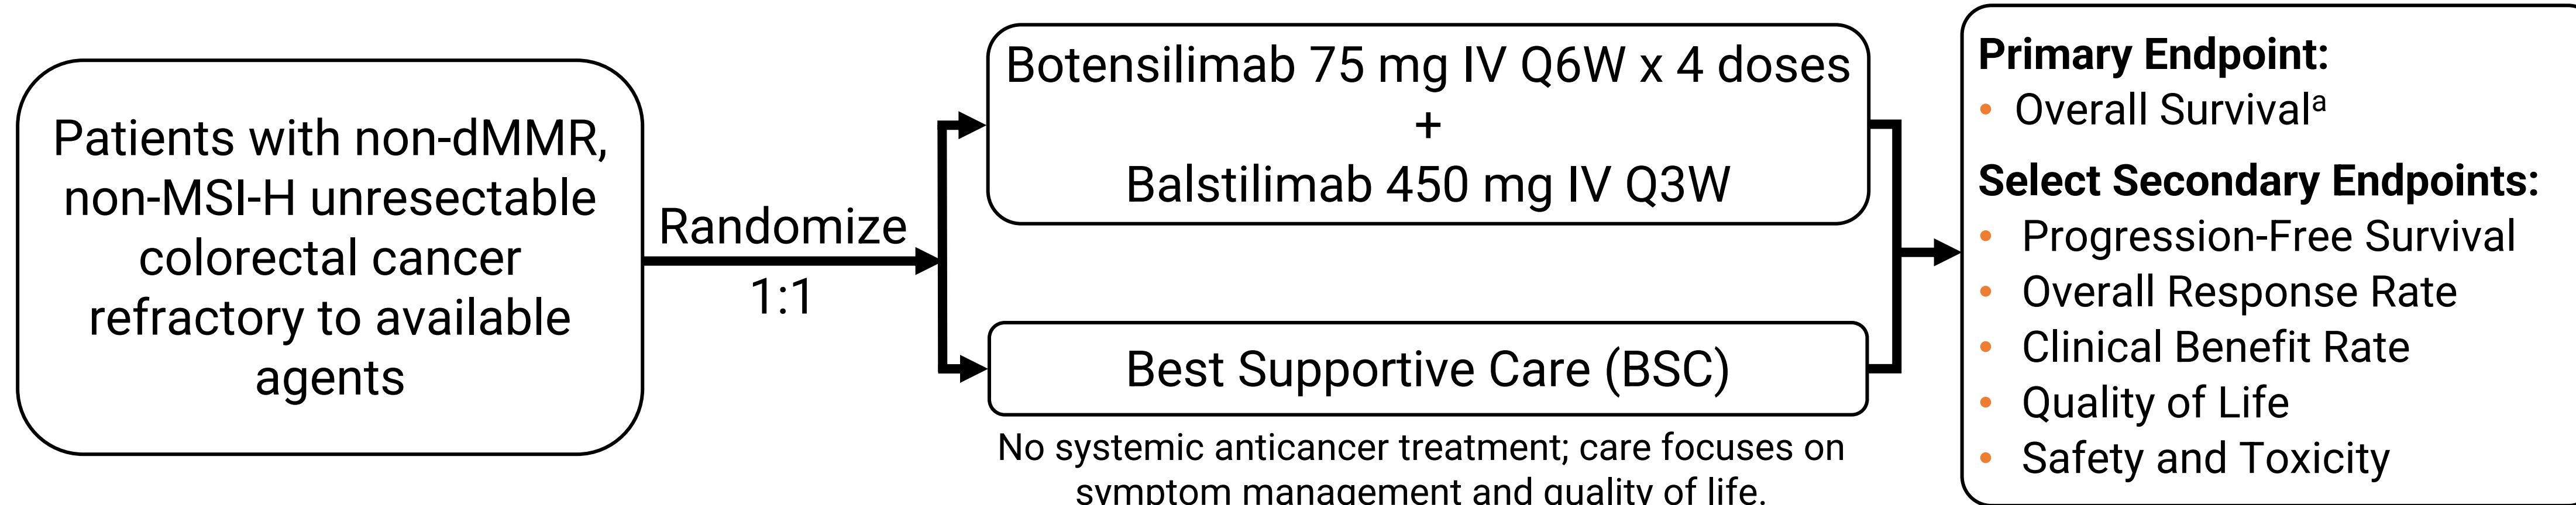 Patients with non-dMMR,
non-MSI-H unresectable
colorectal cancer
refractory to available
agents
Randomize
1:1
Botensilimab 75 mg IV Q6W x 4 doses
+
Balstilimab 450 mg IV Q3W
Best Supportive Care (BSC)
No systemic anticancer treatment; care focuses on
symptom management and quality of life.
Primary Endpoint:
• Overall Survivalᵃ
Select Secondary Endpoints:
• Progression-Free Survival
• Overall Response Rate
• Clinical Benefit Rate
• Quality of Life
• Safety and Toxicity